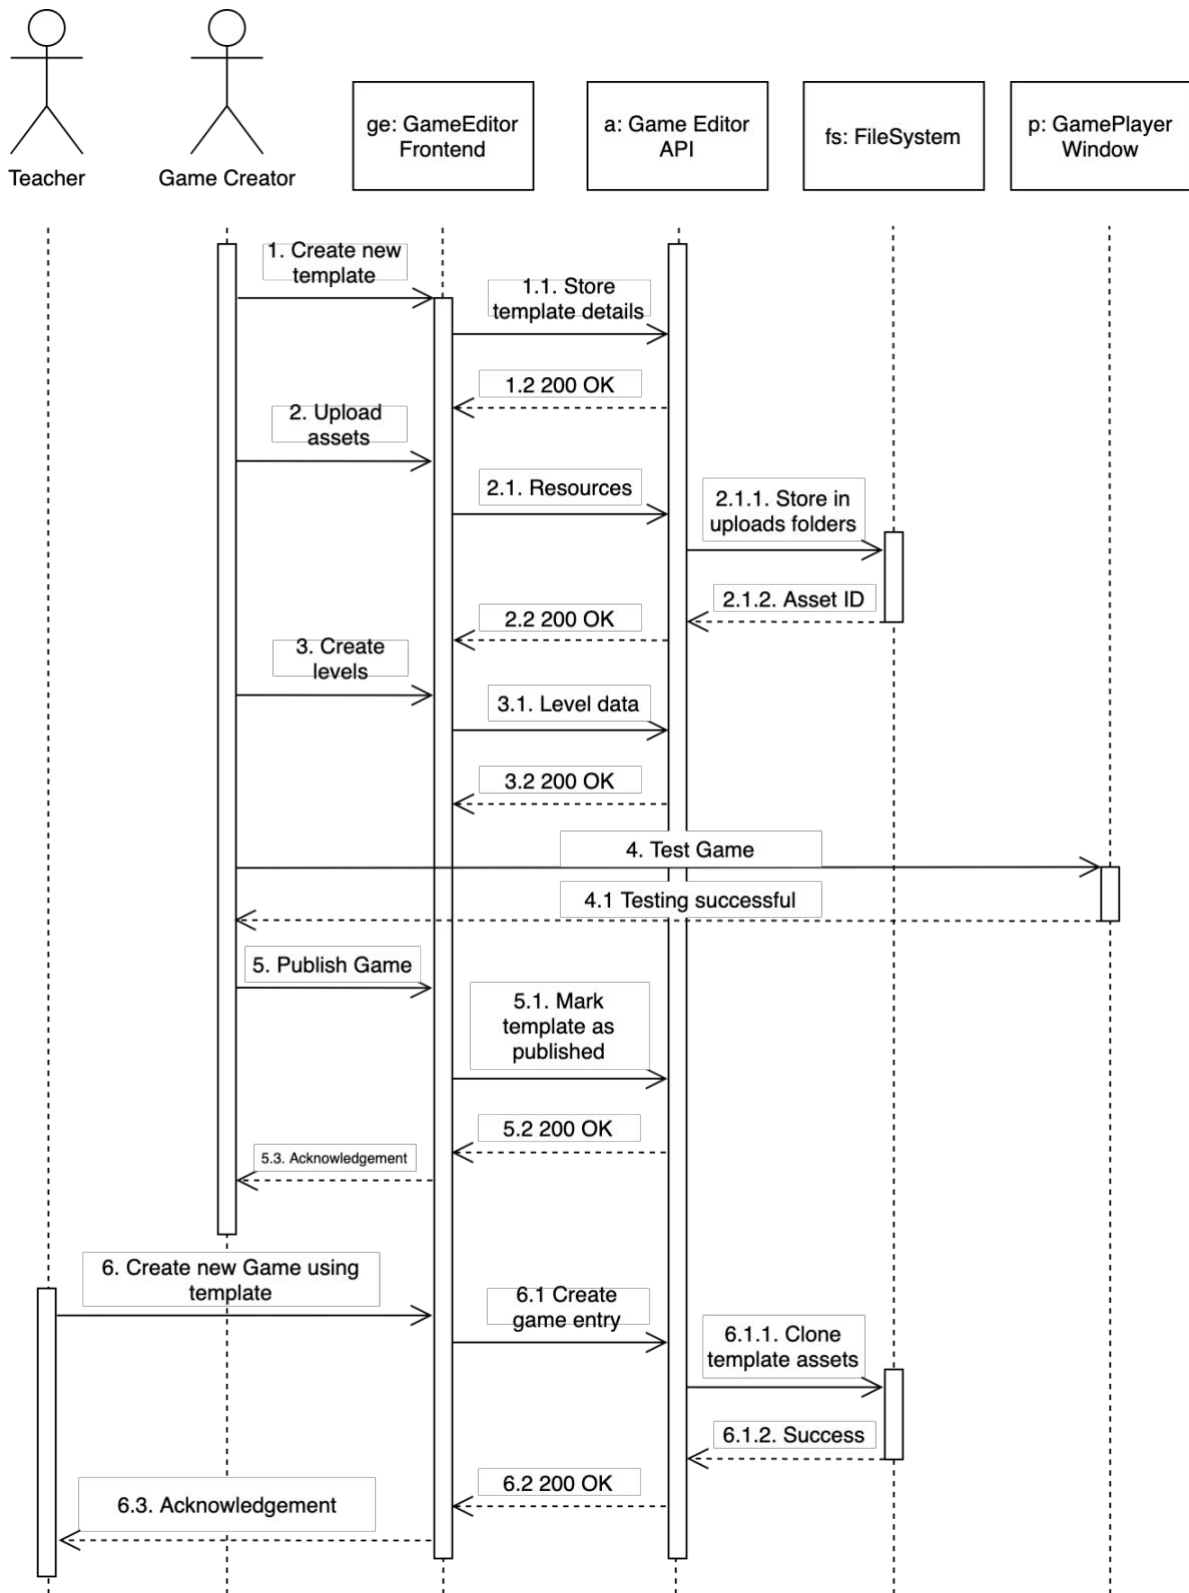 Teacher
Game Creator
ge: GameEditor
Frontend
a: Game Editor
API
fs: FileSystem
p: GamePlayer
Window
1. Create new
template
1.1. Store
template details
1.2 200 OK
2. Upload
assets
2.1. Resources
2.1.1. Store in
uploads folders
2.1.2. Asset ID
2.2 200 OK
3. Create
levels
3.1. Level data
3.2 200 OK
4. Test Game
4.1 Testing successful
5. Publish Game
5.1. Mark
template as
published
5.2 200 OK
5.3. Acknowledgement
6. Create new Game using
template
6.1 Create
game entry
6.1.1. Clone
template assets
6.1.2. Success
6.2 200 OK
6.3. Acknowledgement